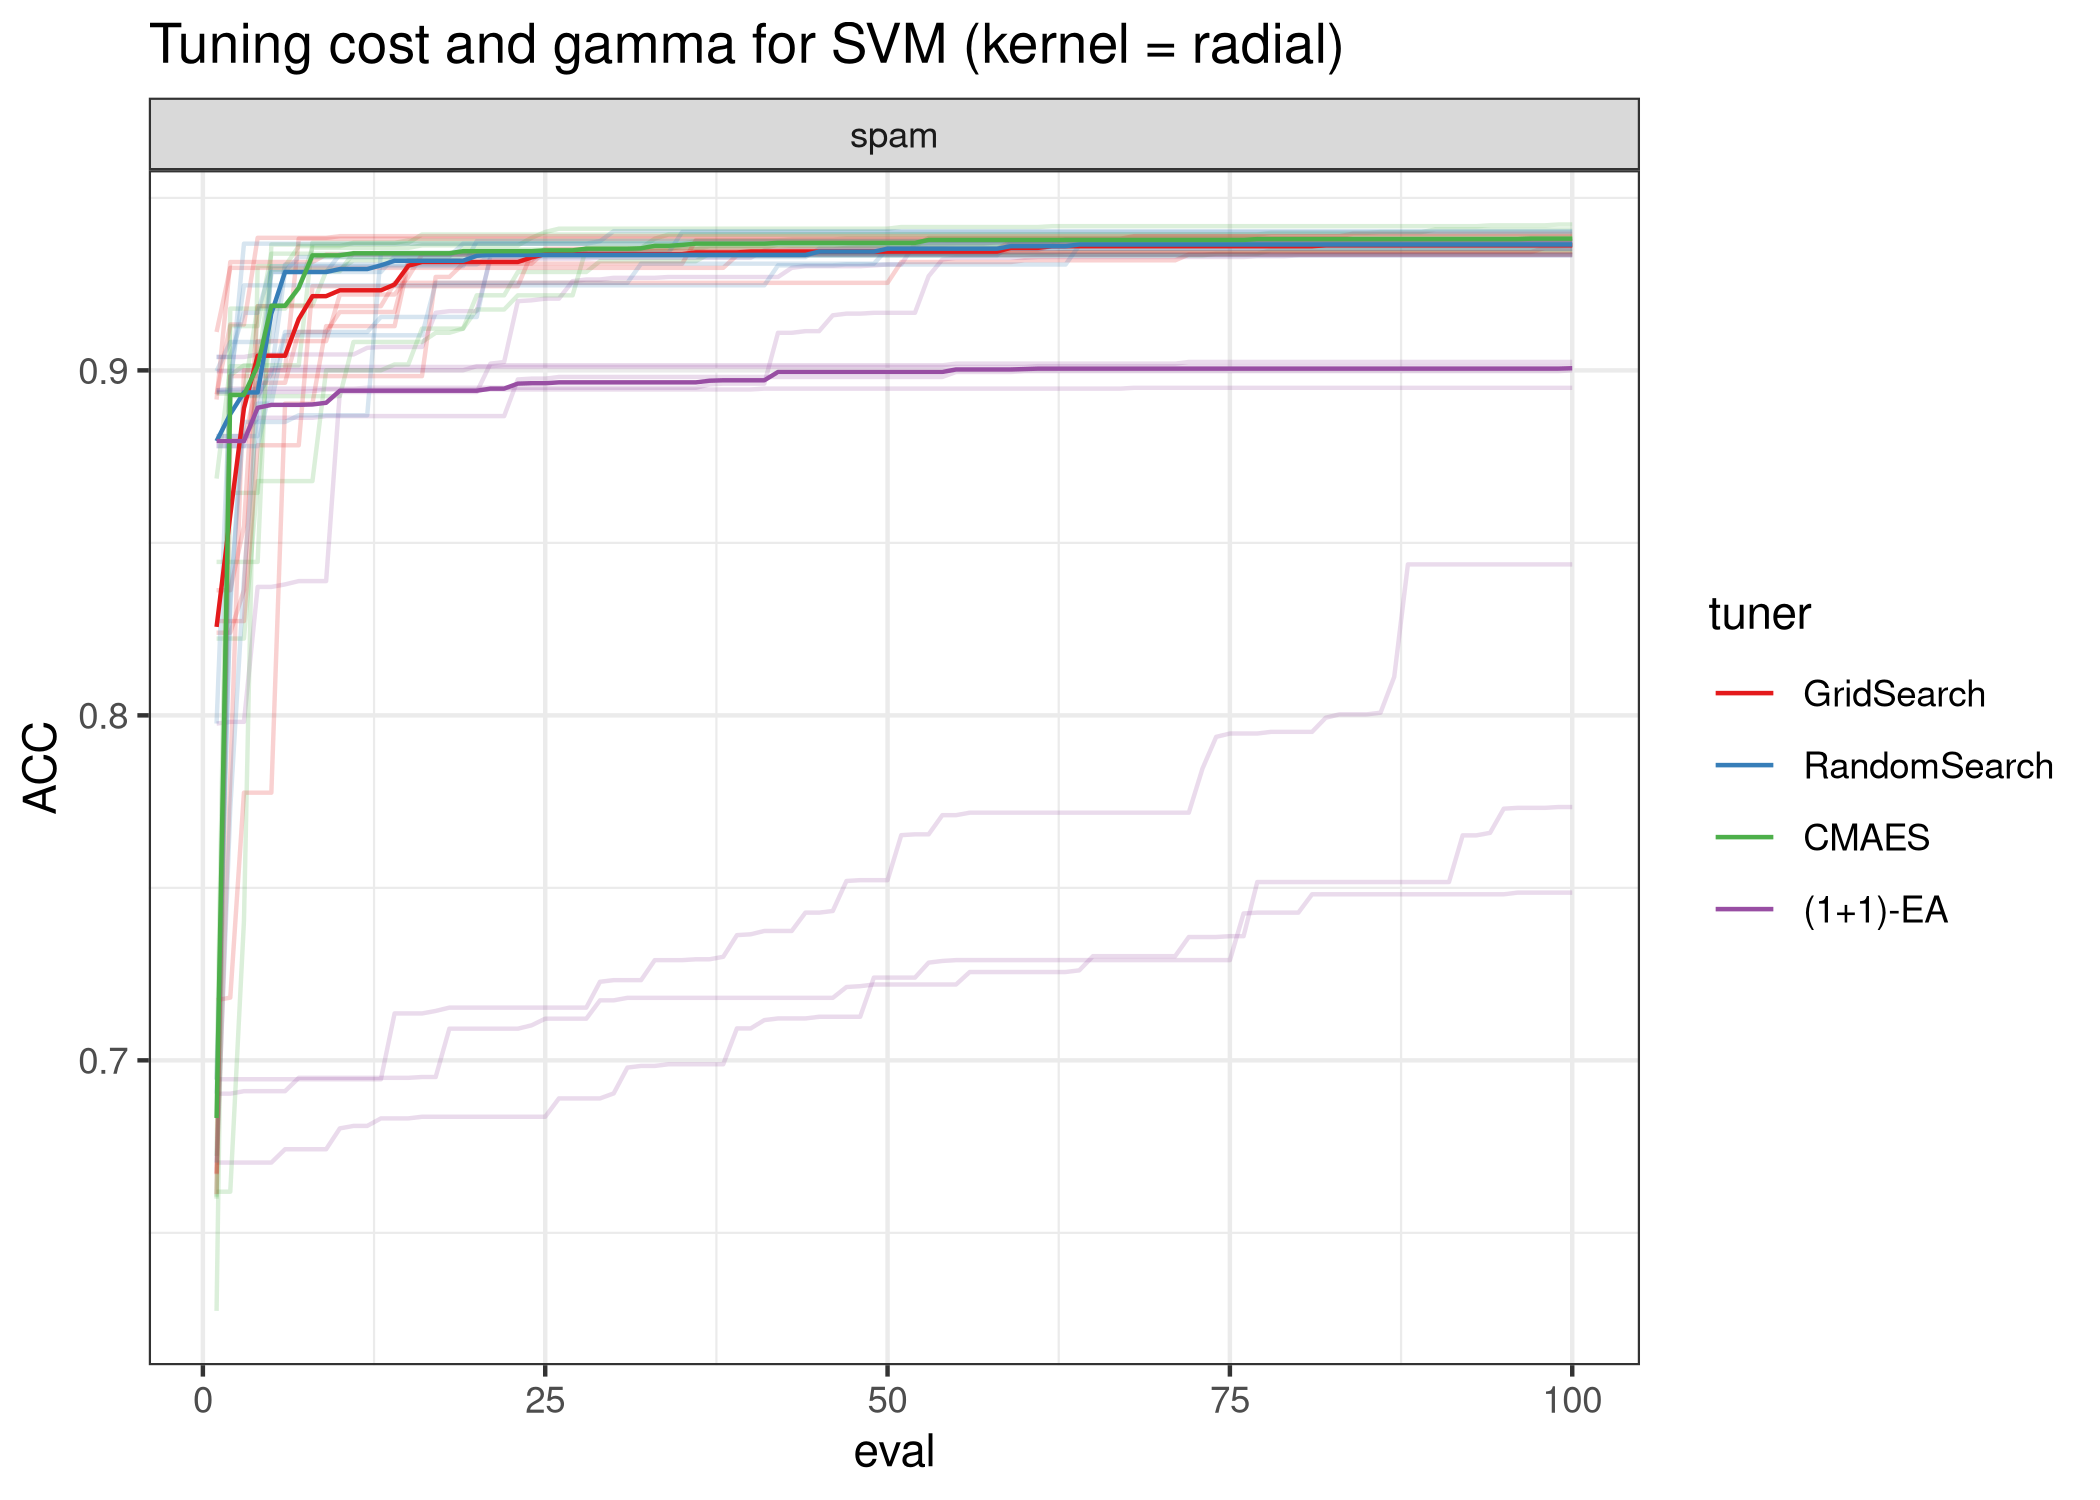 Tuning cost and gamma for SVM (kernel = radial)
spam
ACC
0.9
0.8
0.7
0
25
50
75
100
eval
tuner
GridSearch
RandomSearch
CMAES
(1+1)-EA